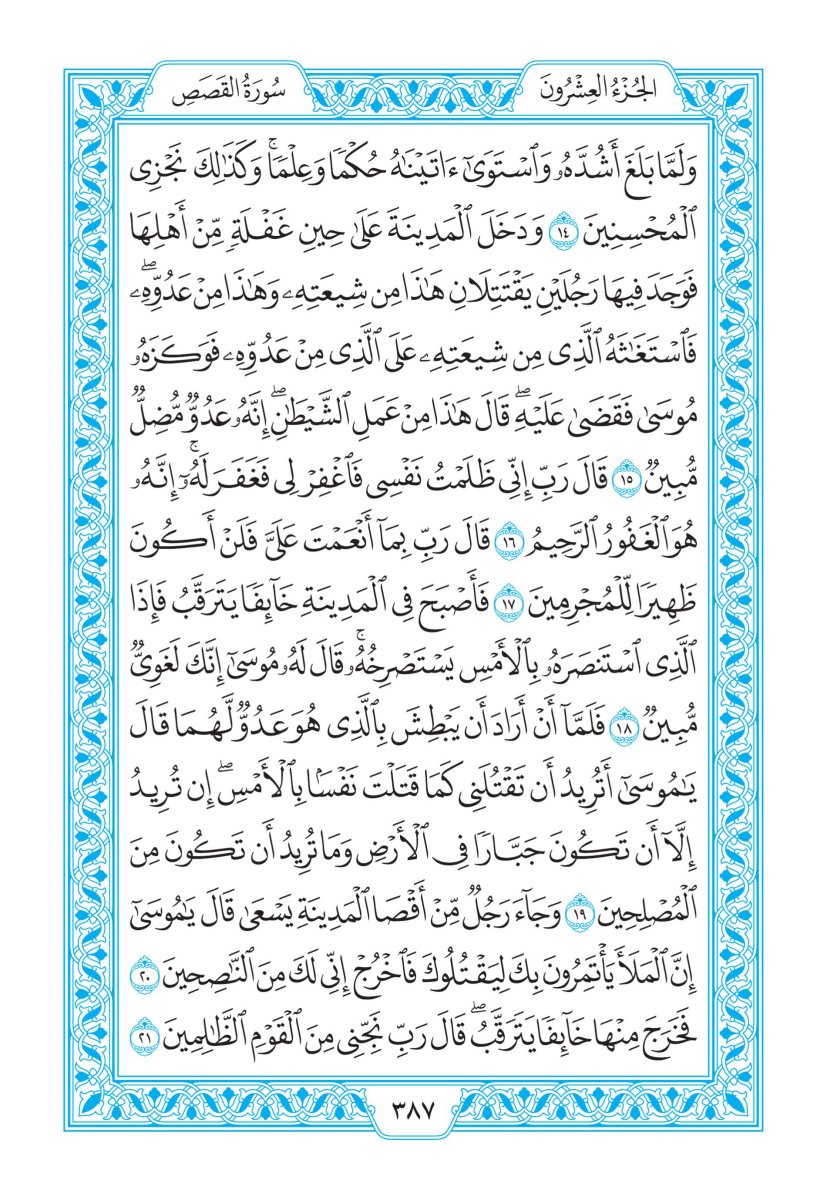 الجُزْءُ العِشْرُونَ
سُورَةُ القَصَصِ
وَلَمَّا بَلَغَ أَشُدَّهُۥ وَٱسْتَوَىٰٓ ءَاتَيْنَٰهُ حُكْمًا وَعِلْمًاۚ وَكَذَٰلِكَ نَجْزِى
ٱلْمُحْسِنِينَ ١٤ وَدَخَلَ ٱلْمَدِينَةَ عَلَىٰ حِينِ غَفْلَةٍ مِّنْ أَهْلِهَا
فَوَجَدَ فِيهَا رَجُلَيْنِ يَقْتَتِلَانِ هَٰذَا مِن شِيعَتِهِۦ وَهَٰذَا مِنْ عَدُوِّهِۦۖ
فَٱسْتَغَٰثَهُ ٱلَّذِى مِن شِيعَتِهِۦ عَلَى ٱلَّذِى مِنْ عَدُوِّهِۦ فَوَكَزَهُۥ
مُوسَىٰ فَقَضَىٰ عَلَيْهِۖ قَالَ هَٰذَا مِنْ عَمَلِ ٱلشَّيْطَٰنِۖ إِنَّهُۥ عَدُوٌّ مُّضِلٌّ
مُّبِينٌ ١٥ قَالَ رَبِّ إِنِّى ظَلَمْتُ نَفْسِى فَٱغْفِرْ لِى فَغَفَرَ لَهُۥٓۚ إِنَّهُۥ
هُوَ ٱلْغَفُورُ ٱلرَّحِيمُ ١٦ قَالَ رَبِّ بِمَآ أَنْعَمْتَ عَلَىَّ فَلَنْ أَكُونَ
ظَهِيرًا لِّلْمُجْرِمِينَ ١٧ فَأَصْبَحَ فِى ٱلْمَدِينَةِ خَآئِفًا يَتَرَقَّبُ فَإِذَا
ٱلَّذِى ٱسْتَنصَرَهُۥ بِٱلْأَمْسِ يَسْتَصْرِخُهُۥۚ قَالَ لَهُۥ مُوسَىٰٓ إِنَّكَ لَغَوِىٌّ
مُّبِينٌ ١٨ فَلَمَّآ أَنْ أَرَادَ أَن يَبْطِشَ بِٱلَّذِى هُوَ عَدُوٌّ لَّهُمَا قَالَ
يَٰمُوسَىٰٓ أَتُرِيدُ أَن تَقْتُلَنِى كَمَا قَتَلْتَ نَفْسًۢا بِٱلْأَمْسِۖ إِن تُرِيدُ
إِلَّآ أَن تَكُونَ جَبَّارًا فِى ٱلْأَرْضِ وَمَا تُرِيدُ أَن تَكُونَ مِنَ
ٱلْمُصْلِحِينَ ١٩ وَجَآءَ رَجُلٌ مِّنْ أَقْصَا ٱلْمَدِينَةِ يَسْعَىٰ قَالَ يَٰمُوسَىٰٓ
إِنَّ ٱلْمَلَأَ يَأْتَمِرُونَ بِكَ لِيَقْتُلُوكَ فَٱخْرُجْ إِنِّى لَكَ مِنَ ٱلنَّٰصِحِينَ ٢٠
فَخَرَجَ مِنْهَا خَآئِفًا يَتَرَقَّبُۖ قَالَ رَبِّ نَجِّنِى مِنَ ٱلْقَوْمِ ٱلظَّٰلِمِينَ ٢١
٣٨٧